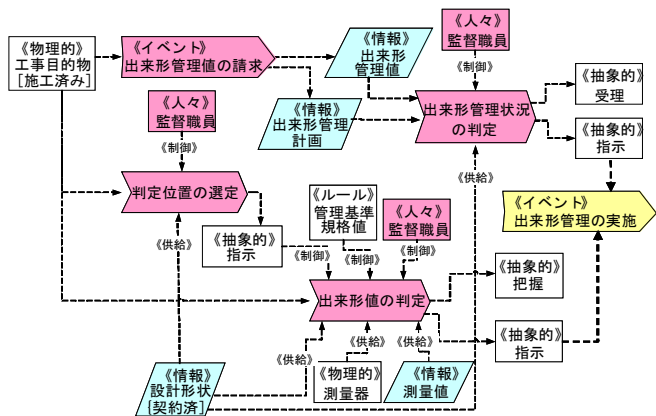 《物理的》
工事目的物
[施工済み]
《イベント》
出来形管理値の請求
《情報》
出来形
管理値
《人々》
監督職員
《制御》
《情報》
出来形管理
計画
出来形管理状況
の判定
《抽象的》
受理
《抽象的》
指示
《人々》
監督職員
《制御》
判定位置の選定
《供給》
《抽象的》
指示
《制御》
《ルール》
管理基準
規格値
《制御》
《人々》
監督職員
《制御》
《供給》
《イベント》
出来形管理の実施
出来形値の判定
《抽象的》
把握
《抽象的》
指示
《供給》
《供給》
《供給》
《情報》
設計形状
[契約済]
《物理的》
測量器
《情報》
測量値